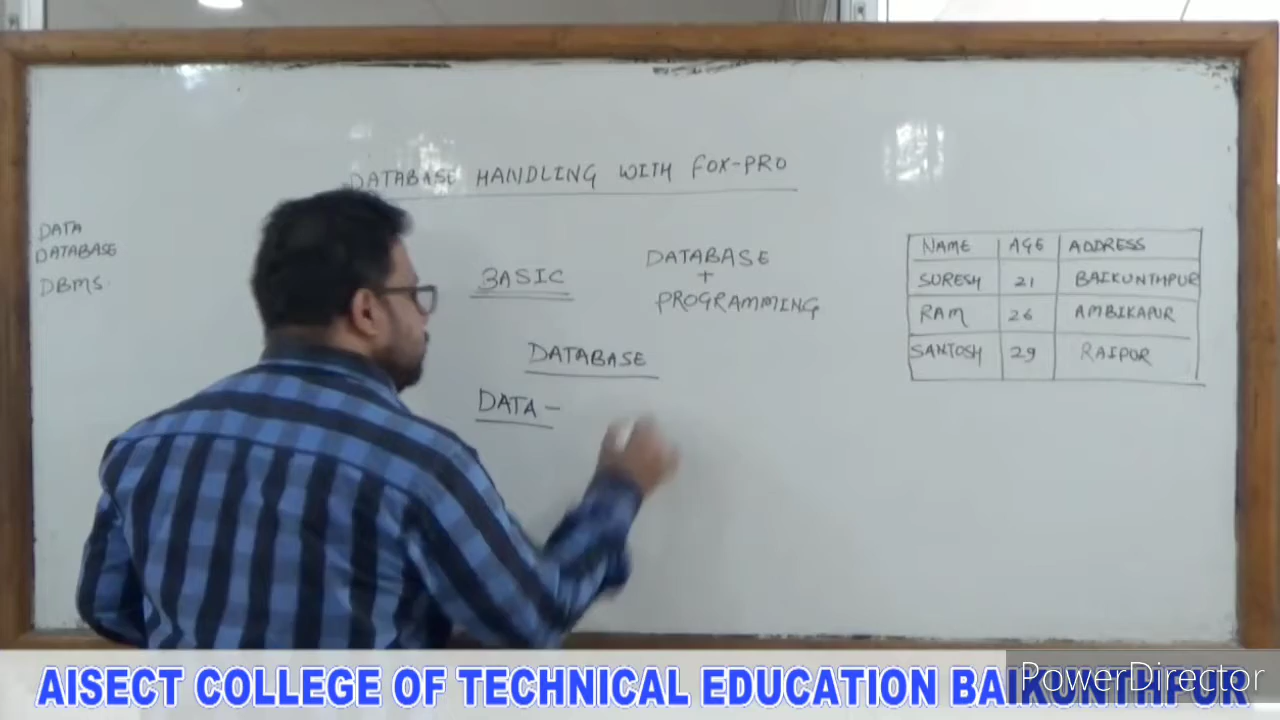 DATABASE HANDLING WITH FOX-PRO
DATA
DATABASE
DBMS.
BASIC
DATABASE
+
PROGRAMMING
DATABASE
DATA -
NAME AGE ADDRESS
SURESH 21 BAIKUNTHPUR
RAM 26 AMBIKAPUR
SANTOSH 29 RAIPUR
AISECT COLLEGE OF TECHNICAL EDUCATION BAIKUNTHPUR
PowerDirector